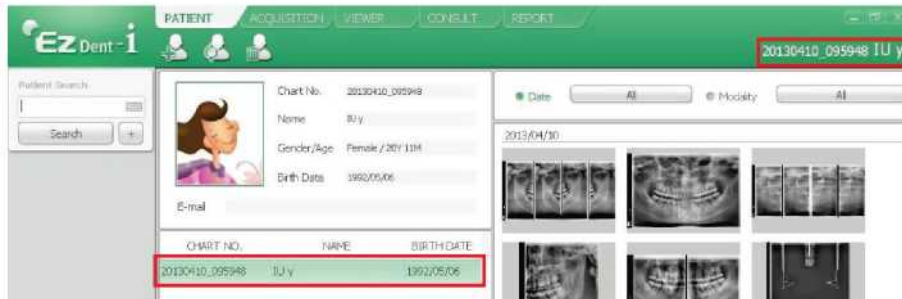 PATIENT ACQUISITION VIEWER CONSULT REPORT
Ez Dent-i
20130410_095948 IU y
Patient Search
Search +
Chart No. 20130410_095948
Name IU y
Gender/Age Female / 20Y 11M
Birth Date 1992/05/06
E-mail
CHART NO. NAME BIRTH DATE
20130410_095948 IU y 1992/05/06
Date All Modality All
2013/04/10